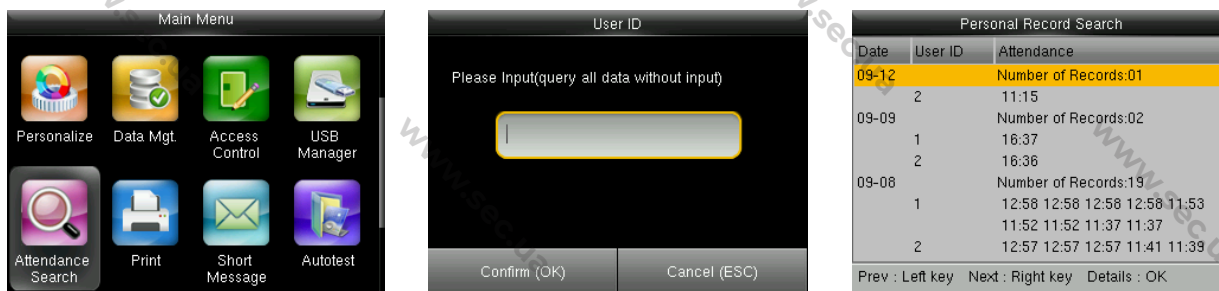 Main Menu
Personalize
Data Mgt.
Access
Control
USB
Manager
Attendance
Search
Print
Short
Message
Autotest
User ID
Please Input(query all data without input)
Confirm (OK)
Cancel (ESC)
Personal Record Search
Date User ID Attendance
09-12 Number of Records:01
2 11:15
09-09 Number of Records:02
1 16:37
2 16:36
09-08 Number of Records:19
1 12:58 12:58 12:58 12:58 11:53
11:52 11:52 11:37 11:37
2 12:57 12:57 12:57 11:41 11:39
Prev : Left key Next : Right key Details : OK
www.sec.ua